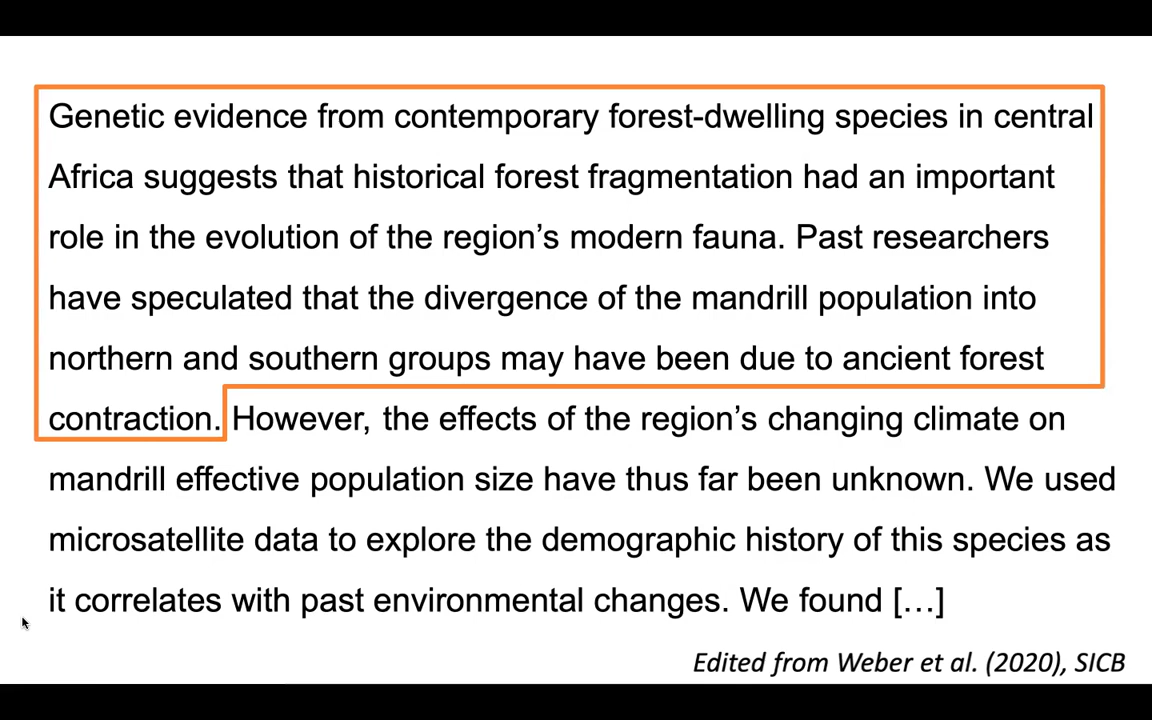 Genetic evidence from contemporary forest-dwelling species in central
Africa suggests that historical forest fragmentation had an important
role in the evolution of the region’s modern fauna. Past researchers
have speculated that the divergence of the mandrill population into
northern and southern groups may have been due to ancient forest
contraction. However, the effects of the region’s changing climate on
mandrill effective population size have thus far been unknown. We used
microsatellite data to explore the demographic history of this species as
it correlates with past environmental changes. We found […]
Edited from Weber et al. (2020), SICB